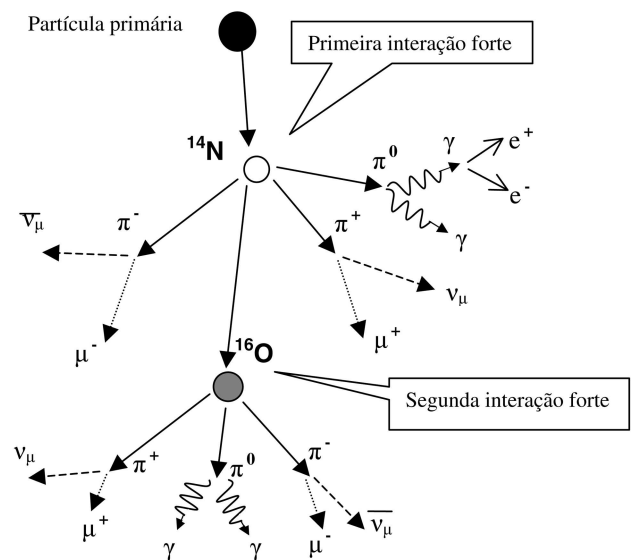 Partícula primária
Primeira interação forte
¹⁴N
π⁰
γ
e⁺
e⁻
γ
ν̅μ
π⁻
π⁺
νμ
μ⁻
μ⁺
¹⁶O
Segunda interação forte
νμ
π⁺
π⁰
π⁻
μ⁺
γ
γ
μ⁻
ν̅μ